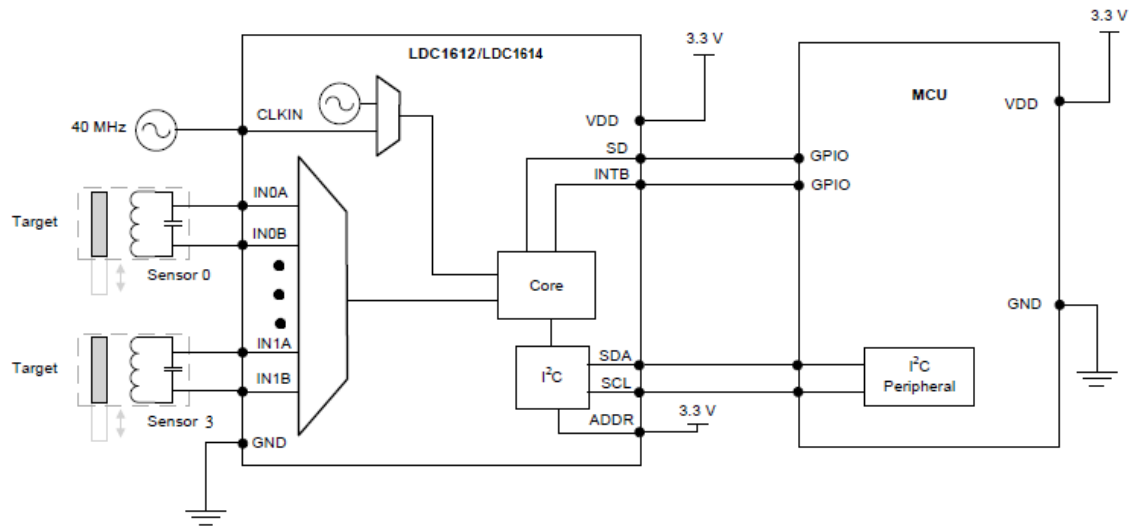 3.3 V
3.3 V
LDC1612/LDC1614
MCU
40 MHz
CLKIN
VDD
VDD
SD
GPIO
INTB
GPIO
Target
IN0A
IN0B
Sensor 0
Core
GND
Target
IN1A
IN1B
Sensor 3
SDA
I²C
SCL
I²C
Peripheral
ADDR
3.3 V
GND